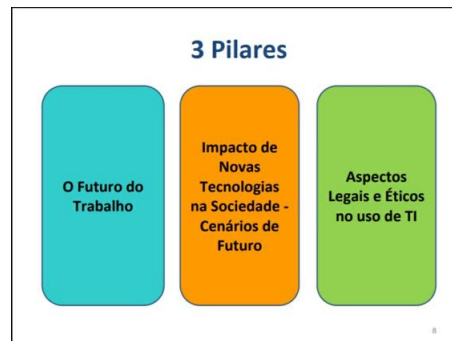 3 Pilares
O Futuro do
Trabalho
Impacto de
Novas
Tecnologias
na Sociedade -
Cenários de
Futuro
Aspectos
Legais e Éticos
no uso de TI
8